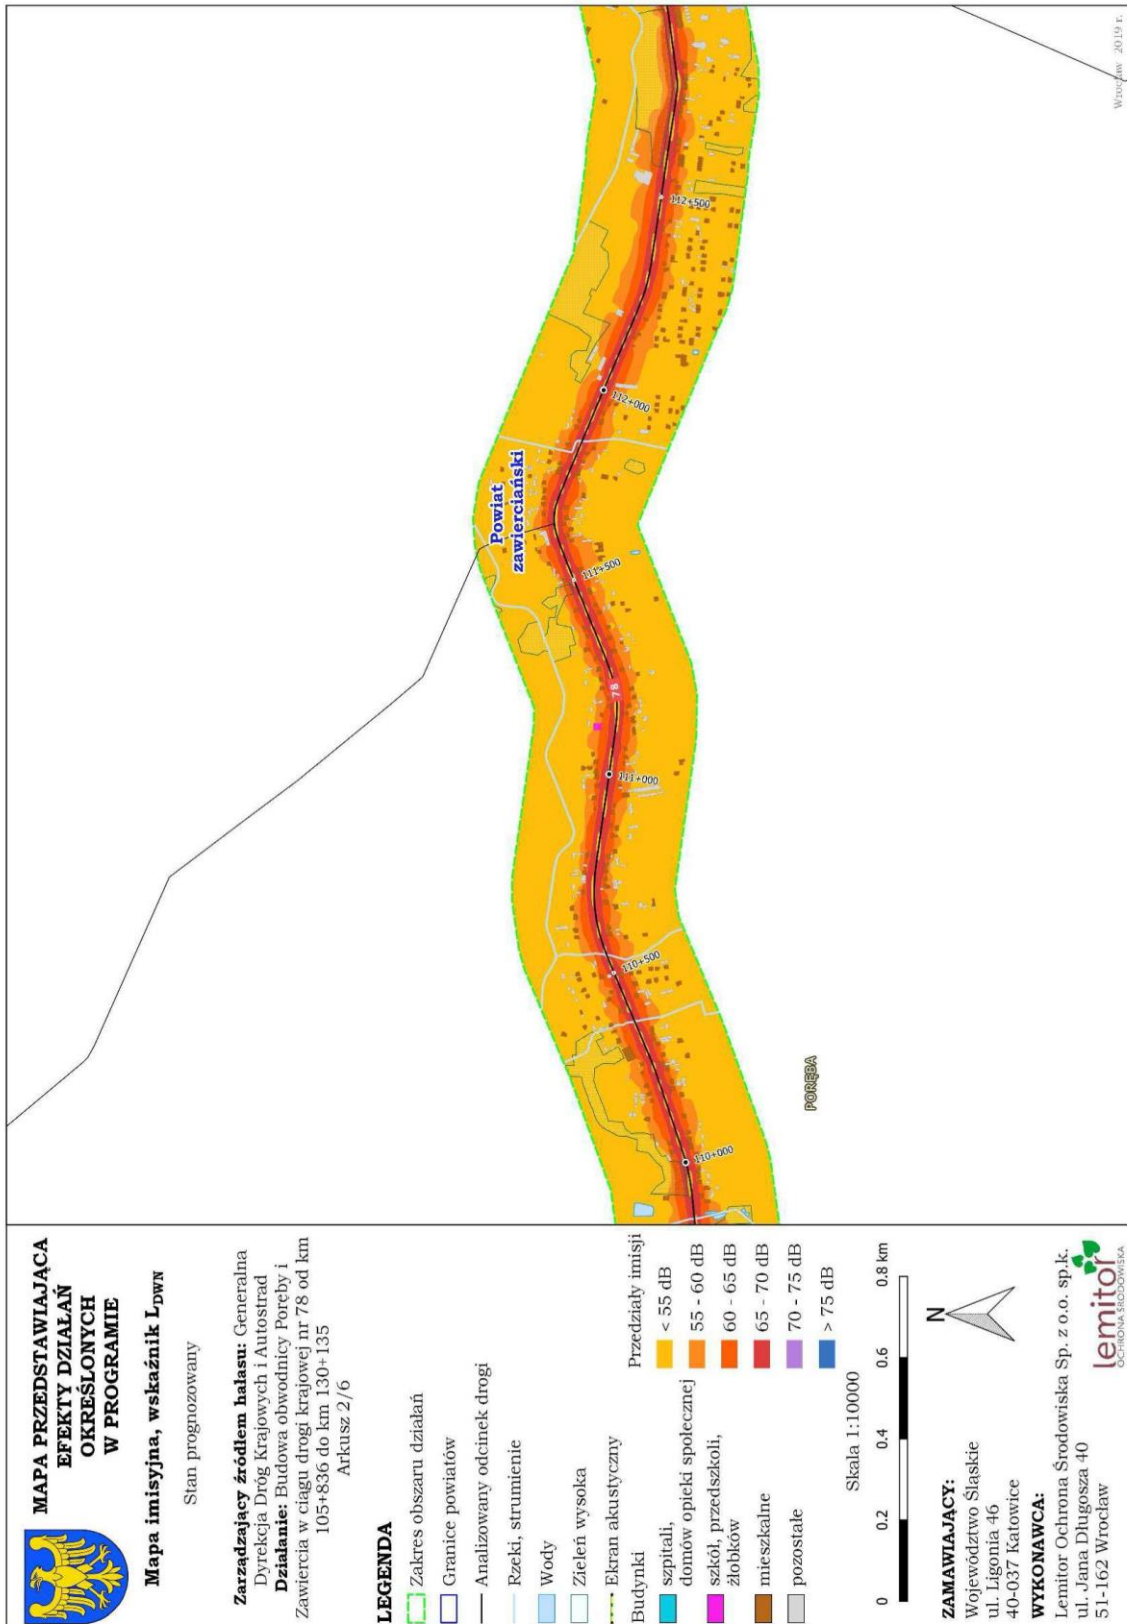 MAPA PRZEDSTAWIAJĄCA
EFEKTY DZIAŁAŃ
OKREŚLONYCH
W PROGRAMIE
Mapa imisyjna, wskaźnik L_DWN
Stan prognozowany
Zarządzający źródłem hałasu: Generalna
Dyrekcja Dróg Krajowych i Autostrad
Działanie: Budowa obwodnicy Poręby i
Zawiercia w ciągu drogi krajowej nr 78 od km
105+836 do km 130+135
Arkusz 2/6
LEGENDA
Zakres obszaru działań
Granice powiatów
Analizowany odcinek drogi
Rzeki, strumienie
Wody
Zieleń wysoka
Ekran akustyczny
Budynki
szpitali,
domów opieki społecznej
szkół, przedszkoli,
żłobków
mieszkalne
pozostałe
Przedziały imisji
< 55 dB
55 - 60 dB
60 - 65 dB
65 - 70 dB
70 - 75 dB
> 75 dB
Skala 1:10000
0 0.2 0.4 0.6 0.8 km
N
ZAMAWIAJĄCY:
Województwo Śląskie
ul. Ligonia 46
40-037 Katowice
WYKONAWCA:
Lemitor Ochrona Środowiska Sp. z o.o. sp.k.
ul. Jana Długosza 40
51-162 Wrocław
lemitor
OCHRONA ŚRODOWISKA
110+000
110+500
111+000
78
111+500
112+000
112+500
Powiat
zawierciański
PORĘBA
Wrocław 2019 r.